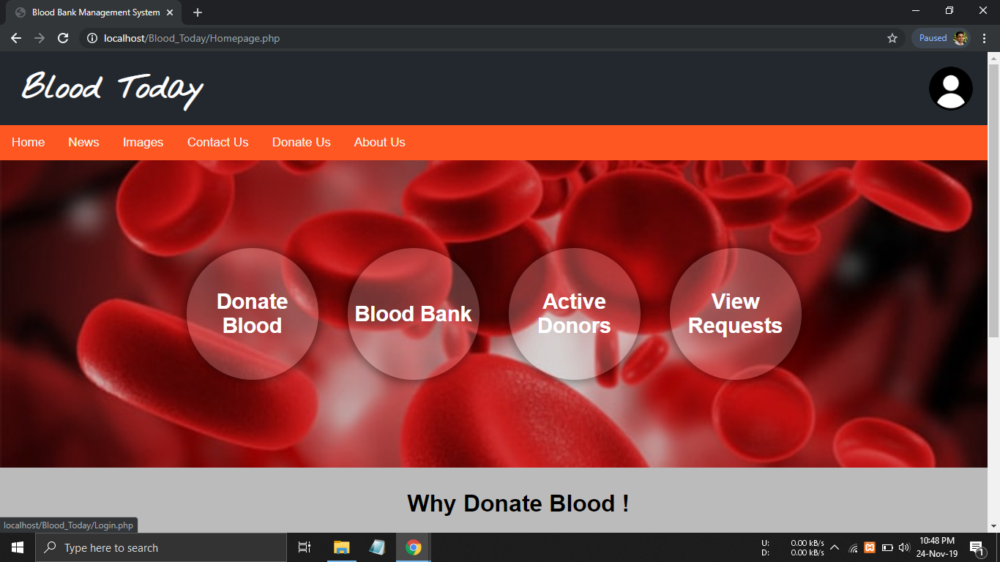 Blood Bank Management System
localhost/Blood_Today/Homepage.php
Paused
Blood Today
Home News Images Contact Us Donate Us About Us
Donate
Blood
Blood Bank
Active
Donors
View
Requests
Why Donate Blood !
localhost/Blood_Today/Login.php
Type here to search
U: 0.00 kB/s
D: 0.00 kB/s
10:48 PM
24-Nov-19
1